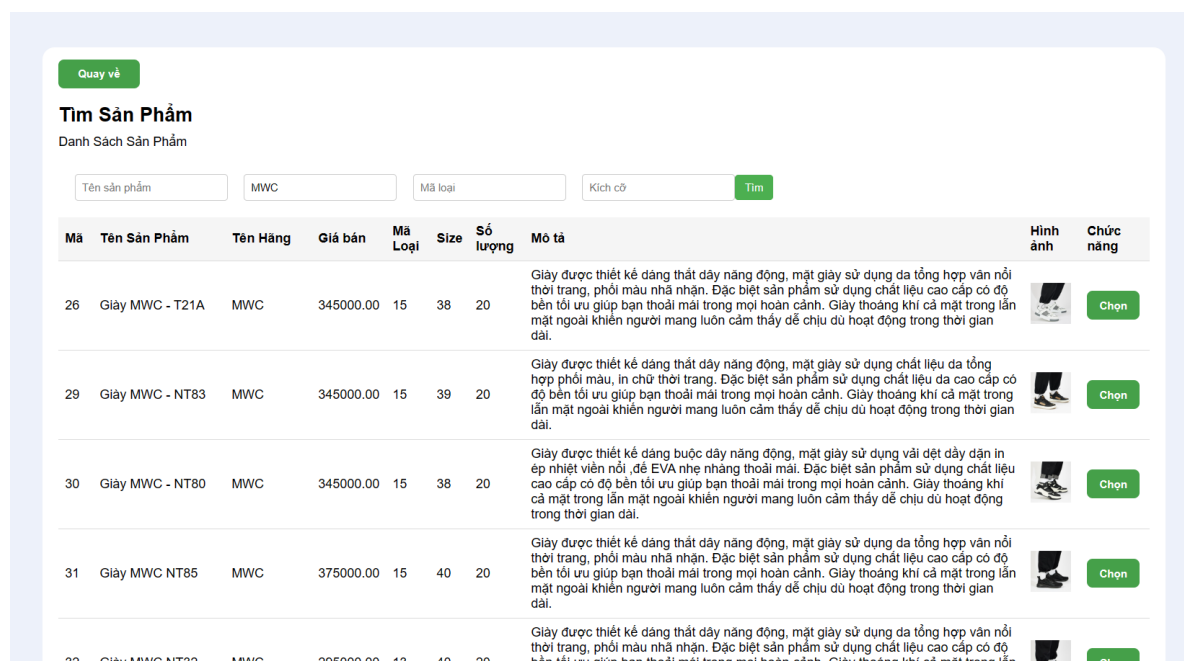 Quay về
Tìm Sản Phẩm
Danh Sách Sản Phẩm
Tên sản phẩm MWC Mã loại Kích cỡ Tìm
Mã Tên Sản Phẩm Tên Hãng Giá bán Mã Loại Size Số lượng Mô tả Hình ảnh Chức năng
Giày được thiết kế dáng thắt dây năng động, mặt giày sử dụng da tổng hợp vân nổi
thời trang, phối màu nhã nhặn. Đặc biệt sản phẩm sử dụng chất liệu cao cấp có độ
26 Giày MWC - T21A MWC 345000.00 15 38 20 bền tối ưu giúp bạn thoải mái trong mọi hoàn cảnh. Giày thoáng khí cả mặt trong lẫn Chọn
mặt ngoài khiến người mang luôn cảm thấy dễ chịu dù hoạt động trong thời gian
dài.
Giày được thiết kế dáng thắt dây năng động, mặt giày sử dụng chất liệu da tổng
hợp phối màu, in chữ thời trang. Đặc biệt sản phẩm sử dụng chất liệu da cao cấp có
29 Giày MWC - NT83 MWC 345000.00 15 39 20 độ bền tối ưu giúp bạn thoải mái trong mọi hoàn cảnh. Giày thoáng khí cả mặt trong Chọn
lẫn mặt ngoài khiến người mang luôn cảm thấy dễ chịu dù hoạt động trong thời gian
dài.
Giày được thiết kế dáng buộc dây năng động, mặt giày sử dụng vải dệt dầy dặn in
ép nhiệt viền nổi ,đế EVA nhẹ nhàng thoải mái. Đặc biệt sản phẩm sử dụng chất liệu
30 Giày MWC - NT80 MWC 345000.00 15 38 20 cao cấp có độ bền tối ưu giúp bạn thoải mái trong mọi hoàn cảnh. Giày thoáng khí Chọn
cả mặt trong lẫn mặt ngoài khiến người mang luôn cảm thấy dễ chịu dù hoạt động
trong thời gian dài.
Giày được thiết kế dáng thắt dây năng động, mặt giày sử dụng da tổng hợp vân nổi
thời trang, phối màu nhã nhặn. Đặc biệt sản phẩm sử dụng chất liệu cao cấp có độ
31 Giày MWC NT85 MWC 375000.00 15 40 20 bền tối ưu giúp bạn thoải mái trong mọi hoàn cảnh. Giày thoáng khí cả mặt trong lẫn Chọn
mặt ngoài khiến người mang luôn cảm thấy dễ chịu dù hoạt động trong thời gian
dài.
Giày được thiết kế dáng thắt dây năng động, mặt giày sử dụng da tổng hợp vân nổi
thời trang, phối màu nhã nhặn. Đặc biệt sản phẩm sử dụng chất liệu cao cấp có độ